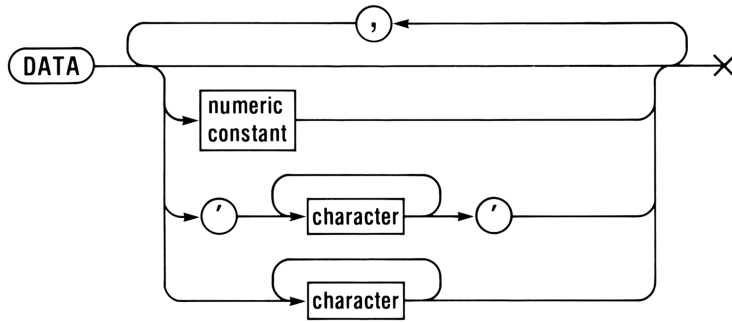 ,
DATA
numeric
constant
' character '
character